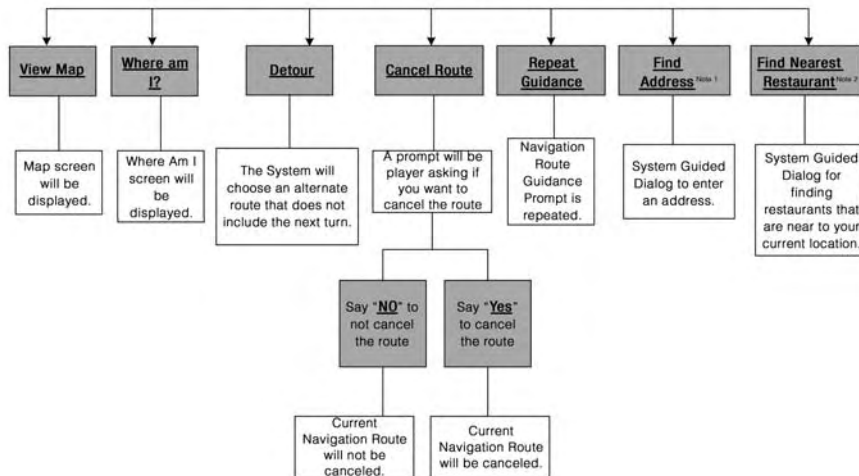 View Map
Where am
I?
Detour
Cancel Route
Repeat
Guidance
Find
Address Note 1
Find Nearest
Restaurant Note 2
Map screen
will be
displayed.
Where Am I
screen will
be
displayed.
The System will
choose an alternate
route that does not
include the next turn.
A prompt will be
player asking if
you want to
cancel the route
Navigation
Route
Guidance
Prompt is
repeated.
System Guided
Dialog to enter
an address.
System Guided
Dialog for
finding
restaurants that
are near to your
current location.
Say "NO" to
not cancel
the route
Say "Yes"
to cancel
the route
Current
Navigation Route
will not be
canceled.
Current
Navigation Route
will be canceled.